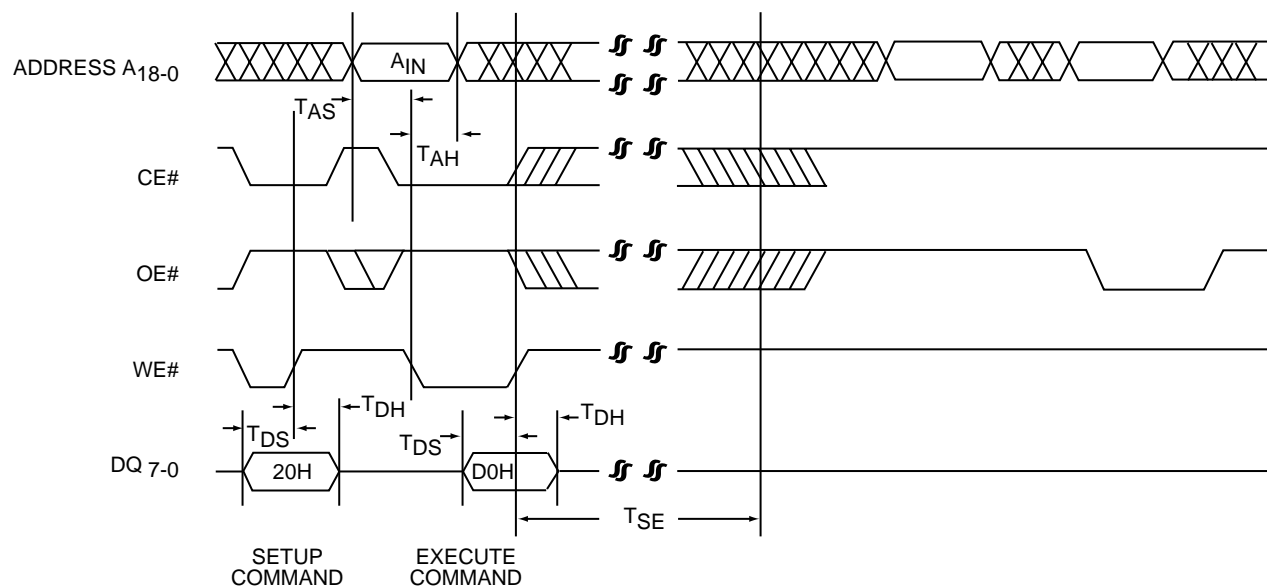 ADDRESS A18-0
AIN
TAS
TAH
CE#
OE#
WE#
TDH
TDS
TDH
TDS
DQ 7-0
20H
D0H
TSE
SETUP COMMAND
EXECUTE COMMAND